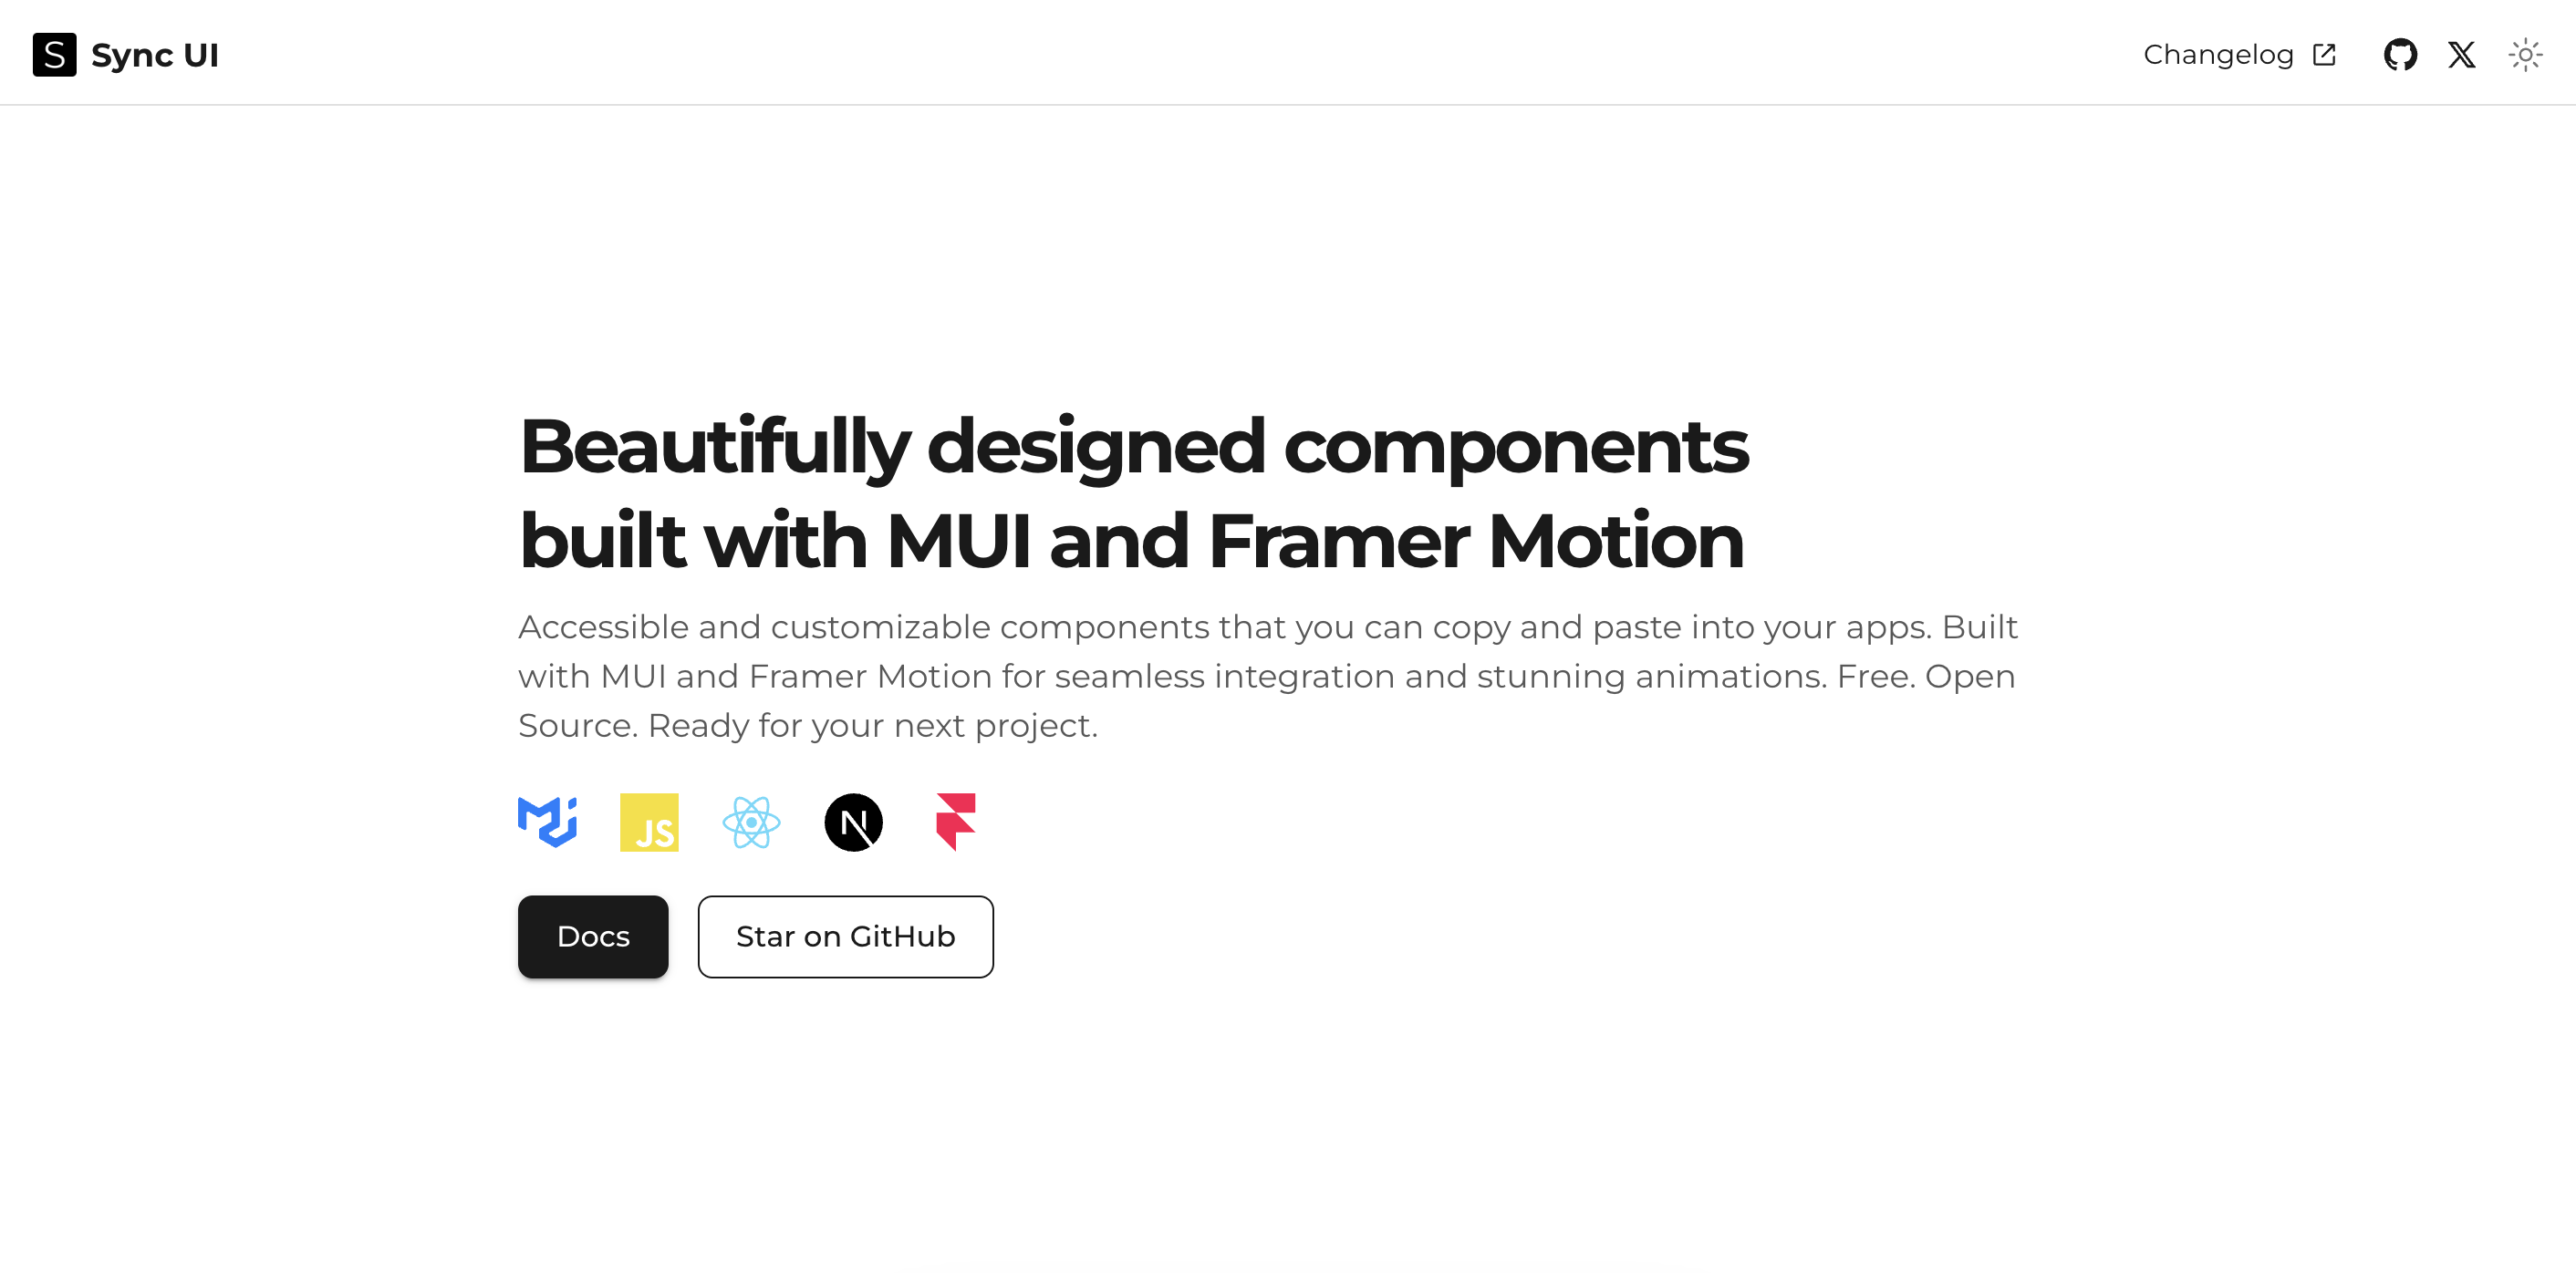 S Sync UI
Changelog
Beautifully designed components
built with MUI and Framer Motion
Accessible and customizable components that you can copy and paste into your apps. Built
with MUI and Framer Motion for seamless integration and stunning animations. Free. Open
Source. Ready for your next project.
JS N
Docs
Star on GitHub